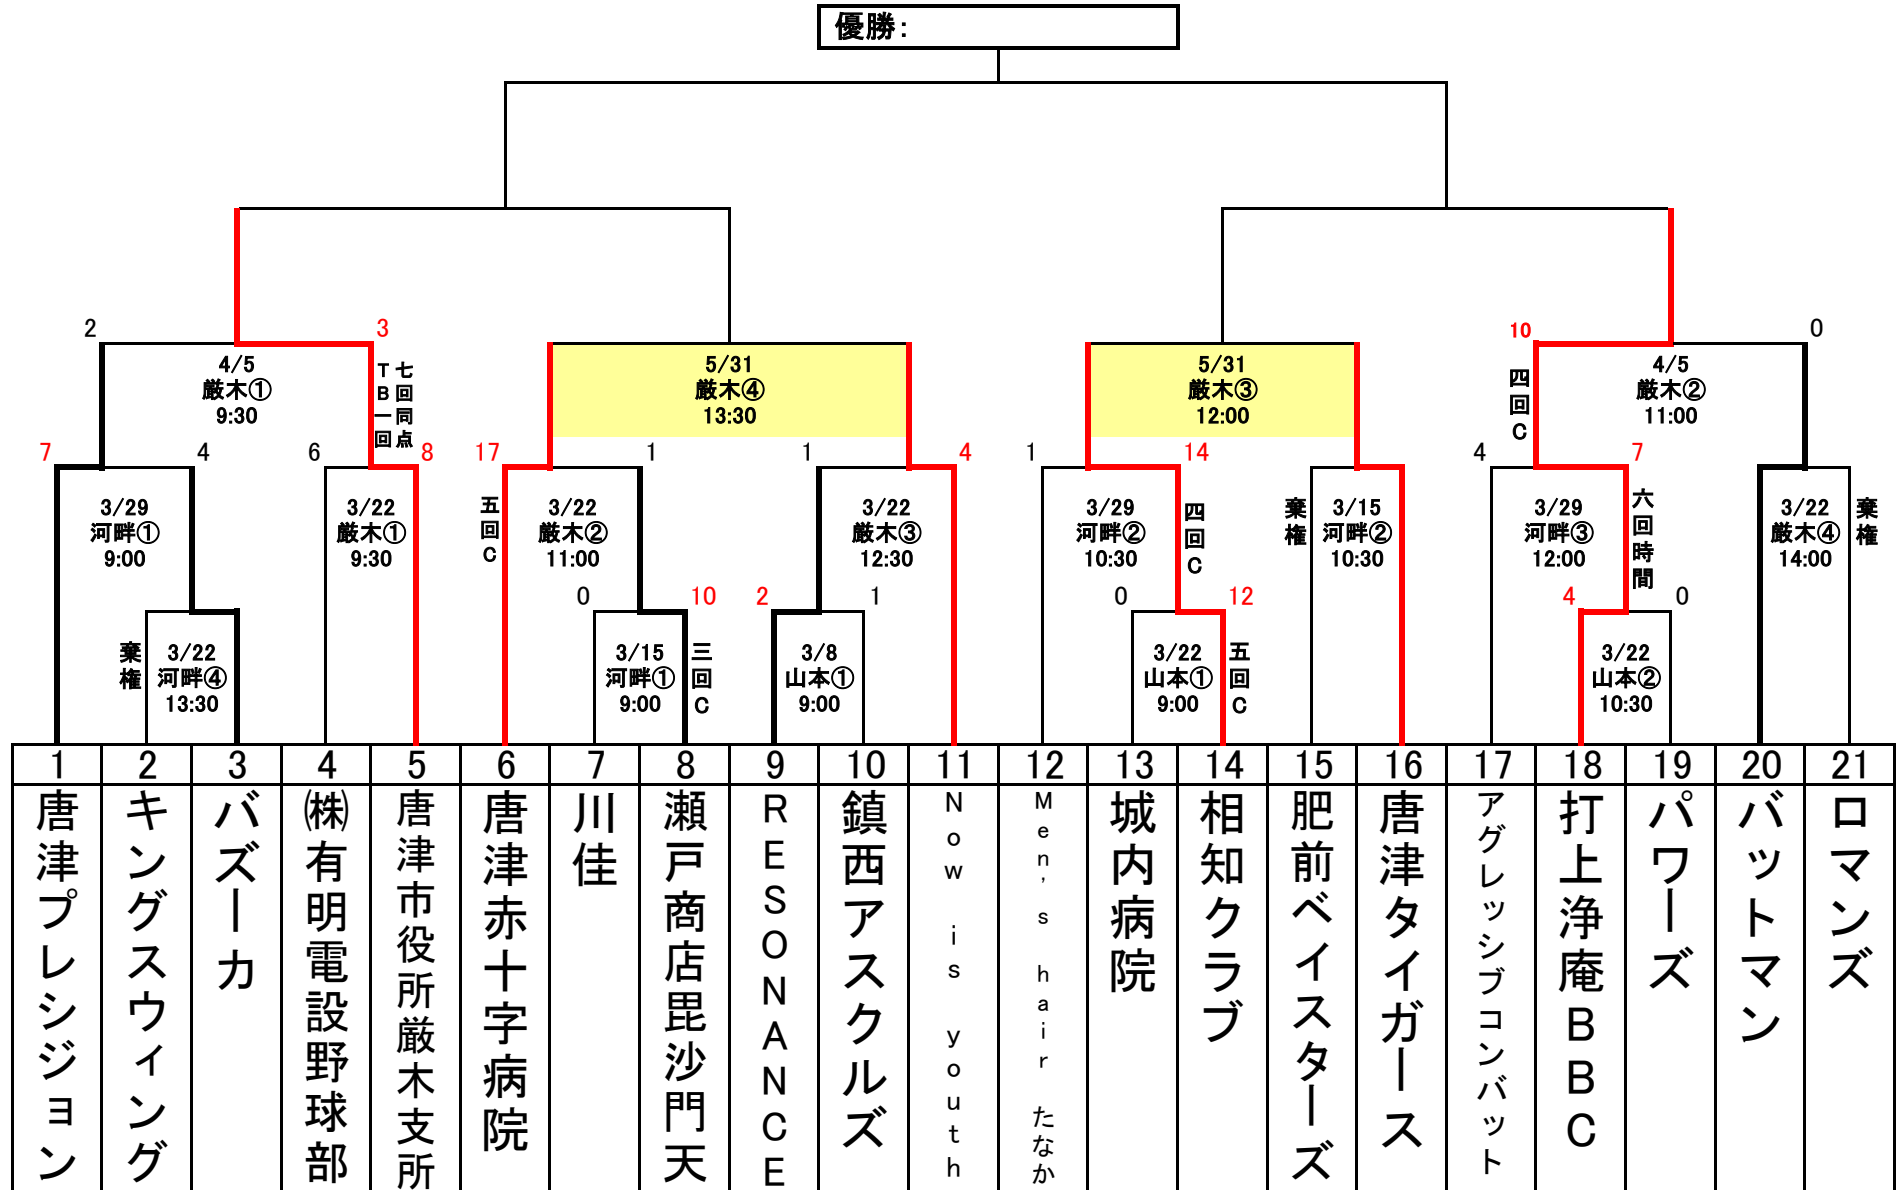 優勝:
2
3
10
0
4/5
厳木①
9:30
七回同点
TB一回
5/31
厳木④
13:30
5/31
厳木③
12:00
四回C
4/5
厳木②
11:00
7
4
6
8
17
1
1
4
1
14
4
7
3/29
河畔①
9:00
3/22
厳木①
9:30
五回C
3/22
厳木②
11:00
3/22
厳木③
12:30
3/29
河畔②
10:30
四回C
棄権
3/15
河畔②
10:30
3/29
河畔③
12:00
六回時間
3/22
厳木④
14:00
棄権
0
10
2
1
0
12
4
0
棄権
3/22
河畔④
13:30
3/15
河畔①
9:00
三回C
3/8
山本①
9:00
3/22
山本①
9:00
五回C
3/22
山本②
10:30
1
2
3
4
5
6
7
8
9
10
11
12
13
14
15
16
17
18
19
20
21
唐津プレシジョン
キングスウィング
バズーカ
㈱有明電設野球部
唐津市役所厳木支所
唐津赤十字病院
川佳
瀬戸商店毘沙門天
RESONANCE
鎮西アスクルズ
Now is youth
Men's hair たなか
城内病院
相知クラブ
肥前ベイスターズ
唐津タイガース
アグレッシブコンバット
打上浄庵BBC
パワーズ
バットマン
ロマンズ